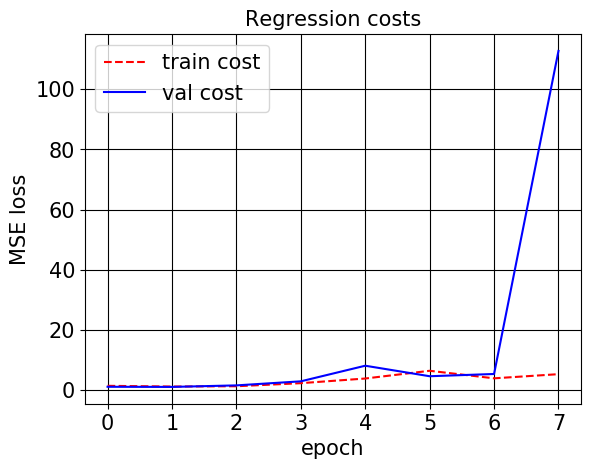 Regression costs
train cost
val cost
MSE loss
100
80
60
40
20
0
0 1 2 3 4 5 6 7
epoch